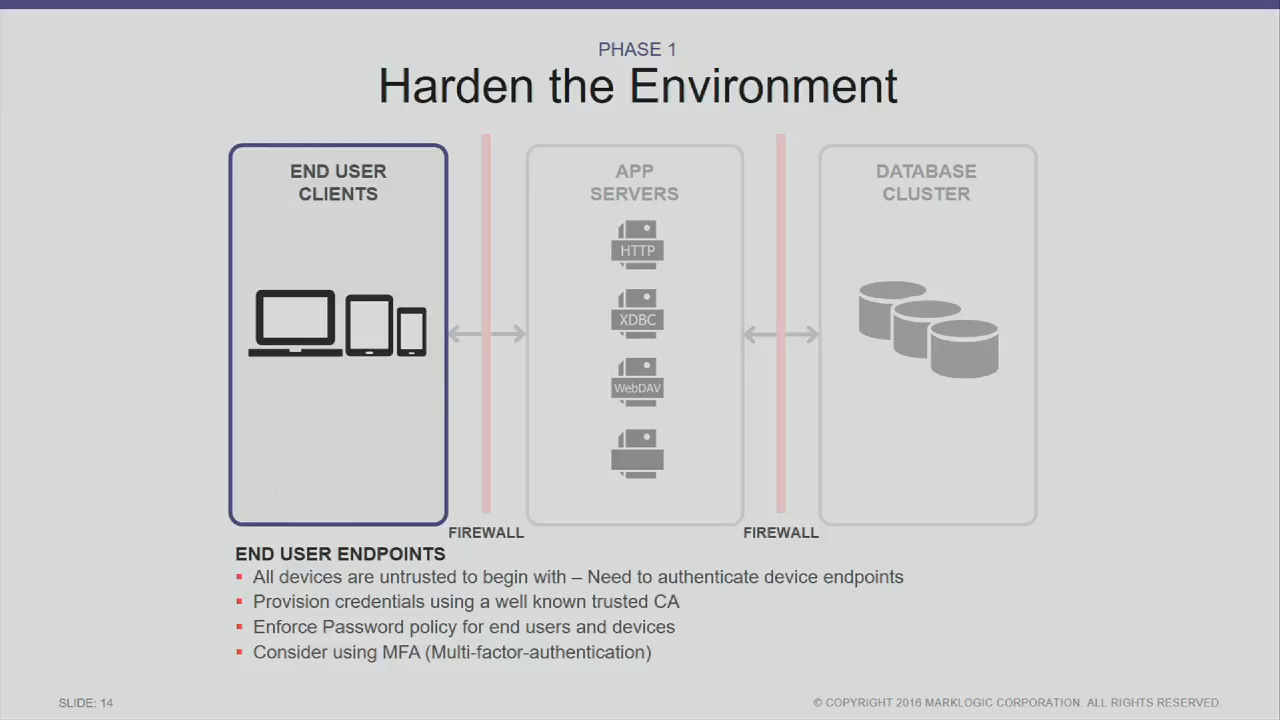 PHASE 1
Harden the Environment
END USER
CLIENTS
APP
SERVERS
HTTP
XDBC
WebDAV
DATABASE
CLUSTER
FIREWALL
FIREWALL
END USER ENDPOINTS
All devices are untrusted to begin with – Need to authenticate device endpoints
Provision credentials using a well known trusted CA
Enforce Password policy for end users and devices
Consider using MFA (Multi-factor-authentication)
SLIDE: 14
© COPYRIGHT 2016 MARKLOGIC CORPORATION. ALL RIGHTS RESERVED.